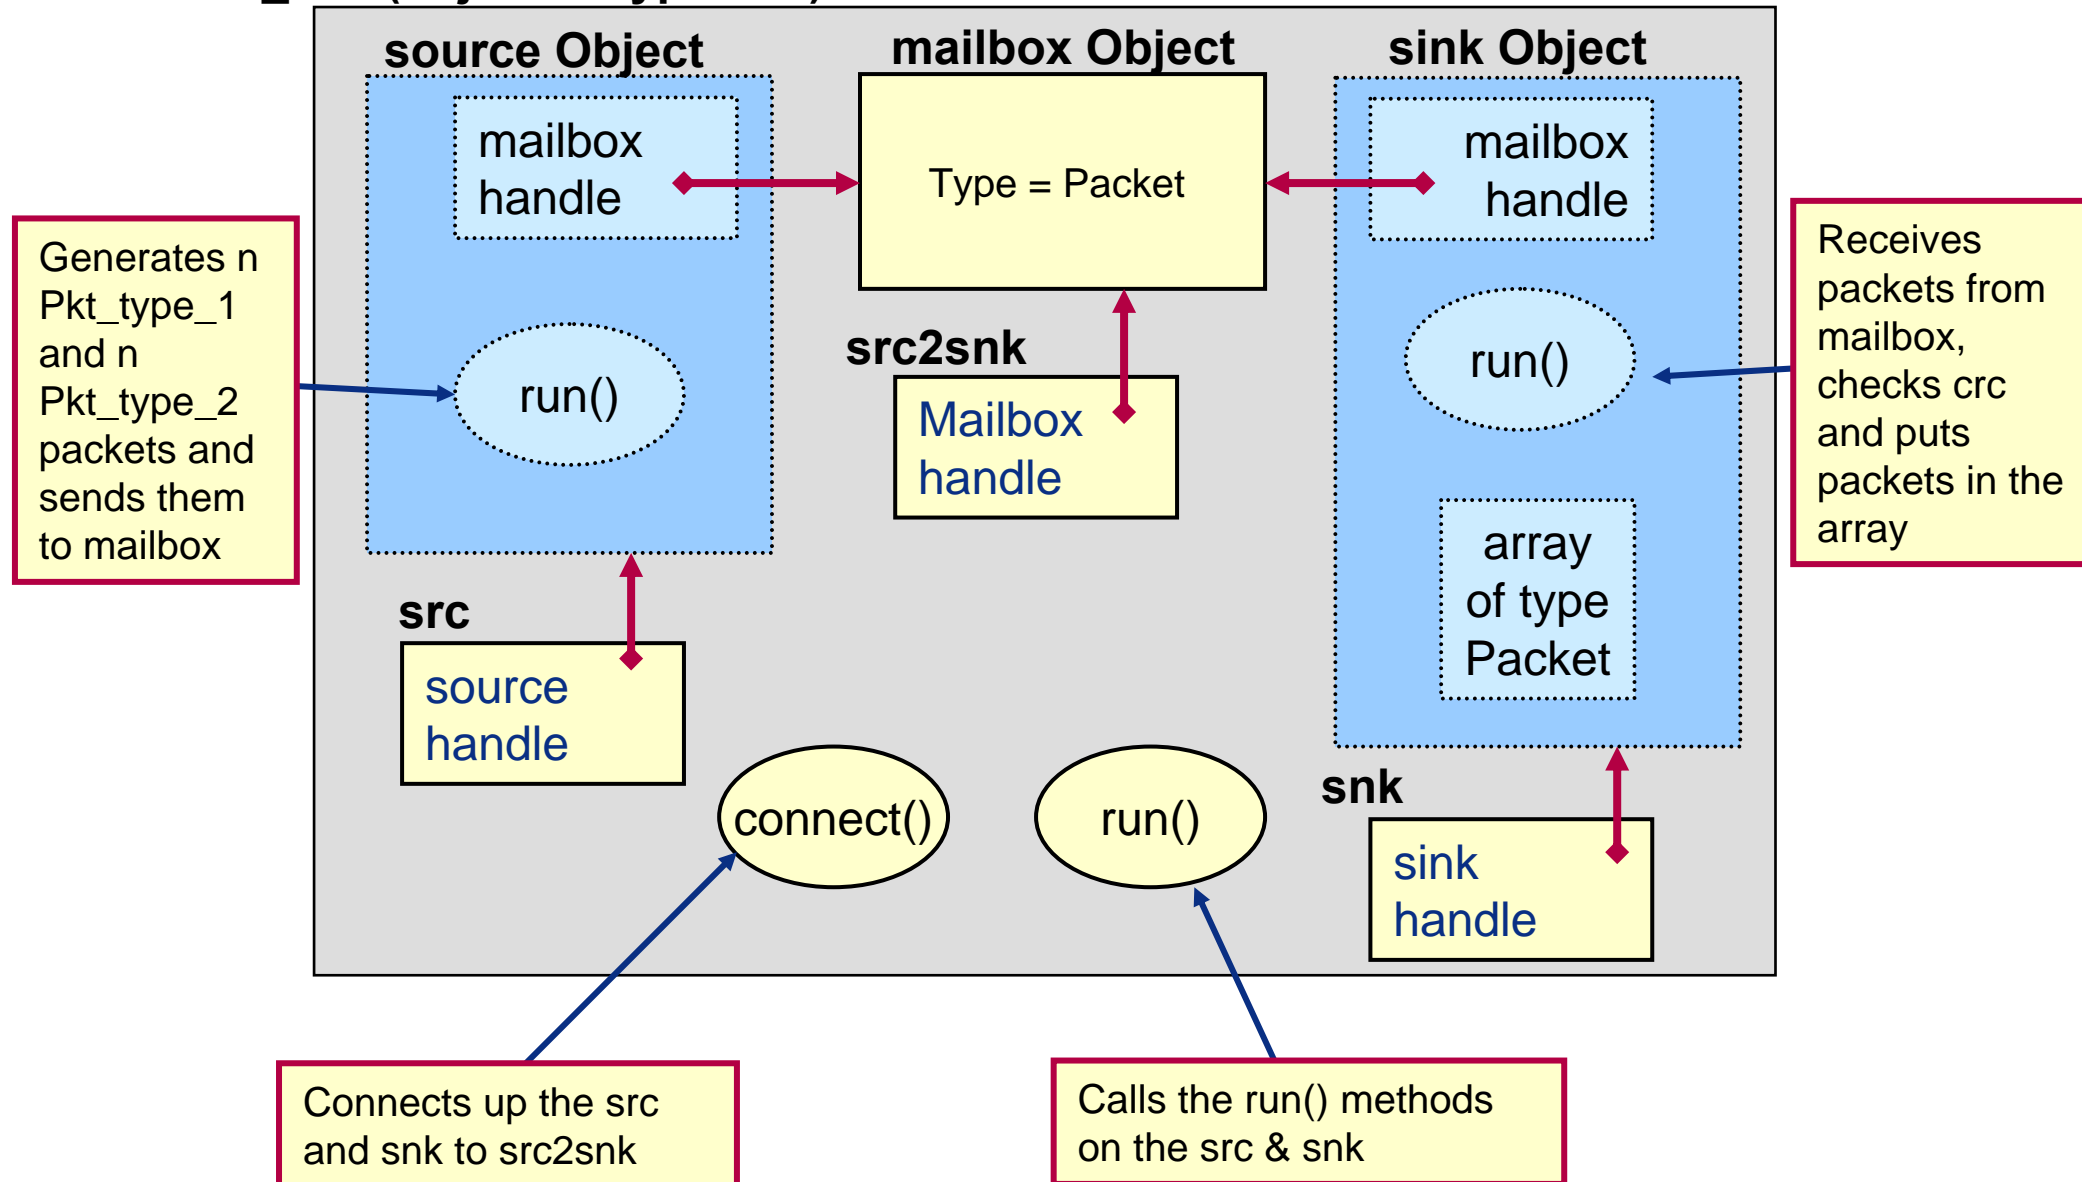 source Object
mailbox Object
sink Object
mailbox
handle
Type = Packet
mailbox
handle
Generates n
Pkt_type_1
and n
Pkt_type_2
packets and
sends them
to mailbox
run()
src2snk
Mailbox
handle
run()
Receives
packets from
mailbox,
checks crc
and puts
packets in the
array
array
of type
Packet
src
source
handle
connect()
run()
snk
sink
handle
Connects up the src
and snk to src2snk
Calls the run() methods
on the src & snk